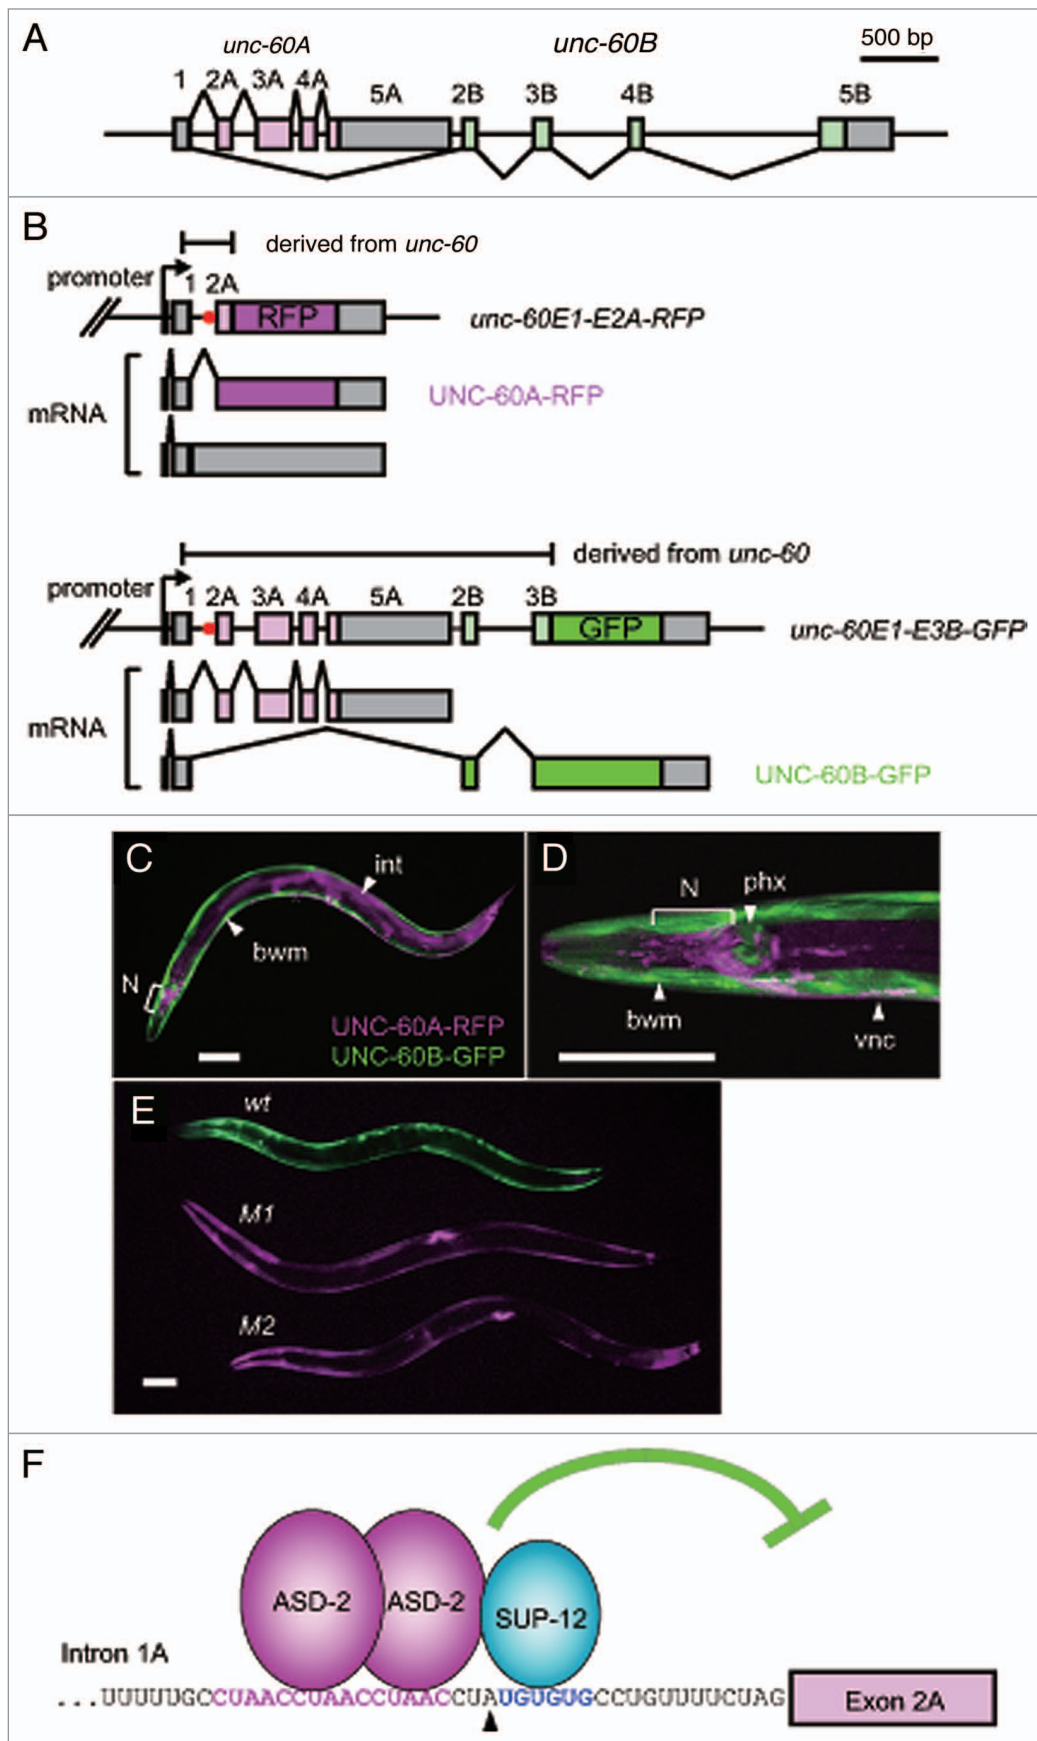 A
unc-60A
unc-60B
500 bp
1 2A 3A 4A 5A 2B 3B 4B 5B
B
derived from unc-60
promoter
1 2A
RFP
unc-60E1-E2A-RFP
mRNA
UNC-60A-RFP
derived from unc-60
promoter
1 2A 3A 4A 5A 2B 3B
GFP
unc-60E1-E3B-GFP
mRNA
UNC-60B-GFP
C
int
bwm
N
UNC-60A-RFP
UNC-60B-GFP
D
N
phx
bwm
vnc
E
wt
M1
M2
F
ASD-2
ASD-2
SUP-12
Intron 1A
...UUUUUGCCUAACCUAACCUAACCUAUGUGUGCCUGUUUUCUAG
Exon 2A